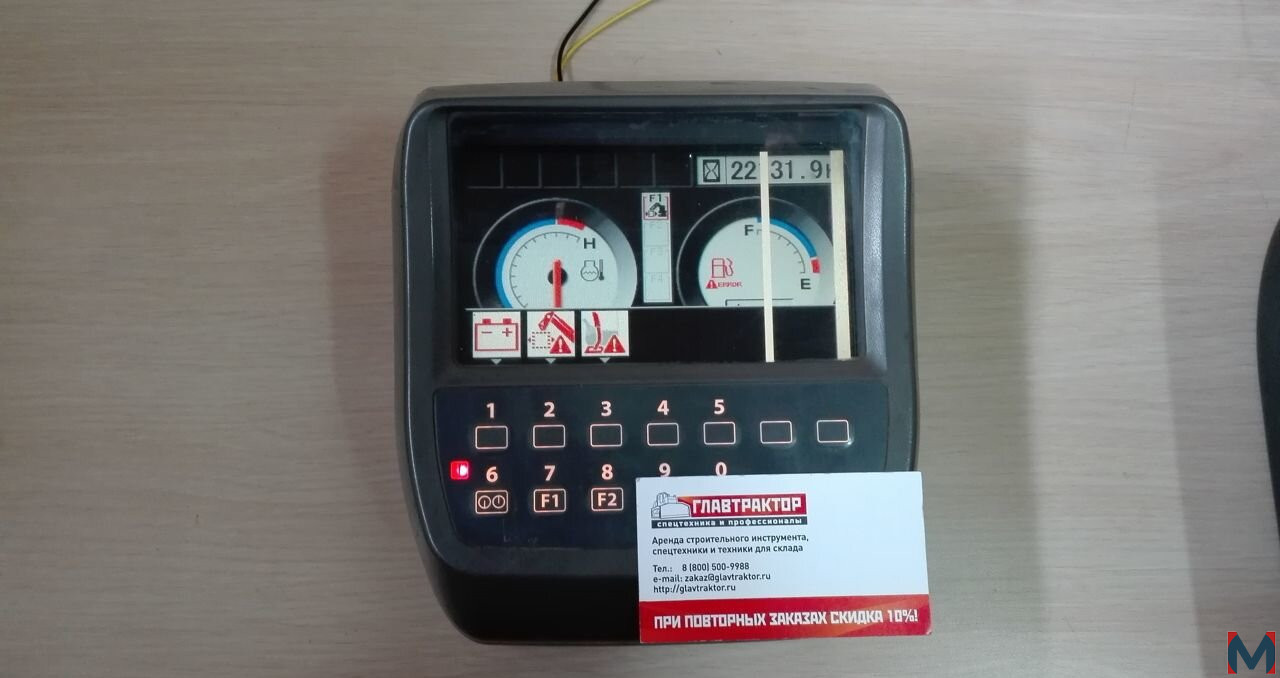 22 31.9
F1
H
F
E
ERROR
1 2 3 4 5
6 7 8 9 0
F1 F2
ГЛАВТРАКТОР
спецтехника и профессионалы
Аренда строительного инструмента,
спецтехники и техники для склада
Тел.: 8 (800) 500-9988
e-mail: zakaz@glavtraktor.ru
http://glavtraktor.ru
ПРИ ПОВТОРНЫХ ЗАКАЗАХ СКИДКА 10%!
M